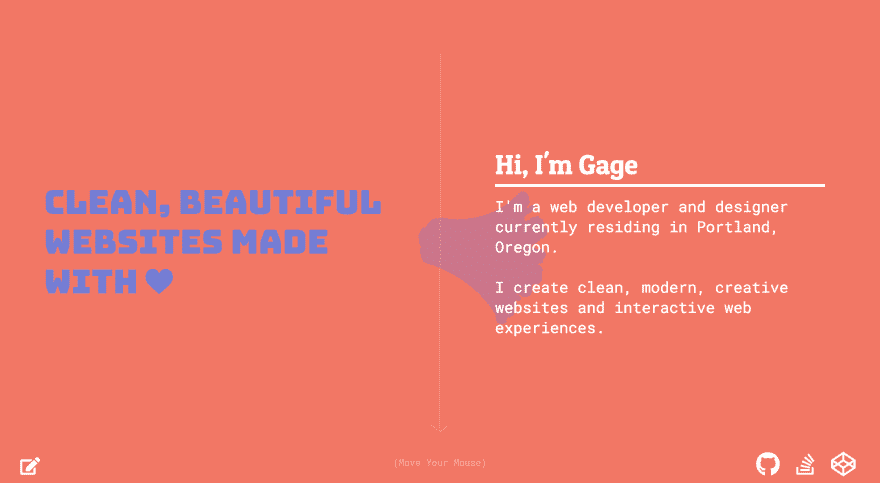 CLEAN, BEAUTIFUL
WEBSITES MADE
WITH
Hi, I'm Gage
I'm a web developer and designer
currently residing in Portland,
Oregon.
I create clean, modern, creative
websites and interactive web
experiences.
(Move Your Mouse)